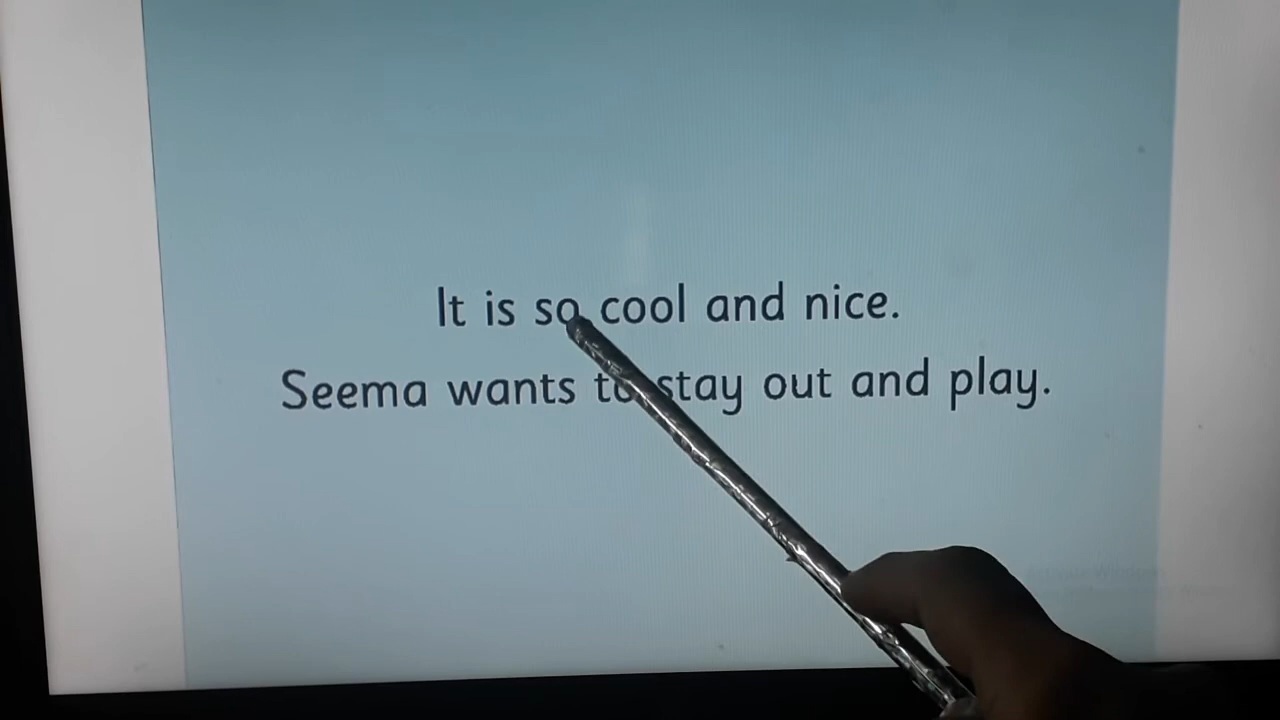 It is so cool and nice.
Seema wants to stay out and play.